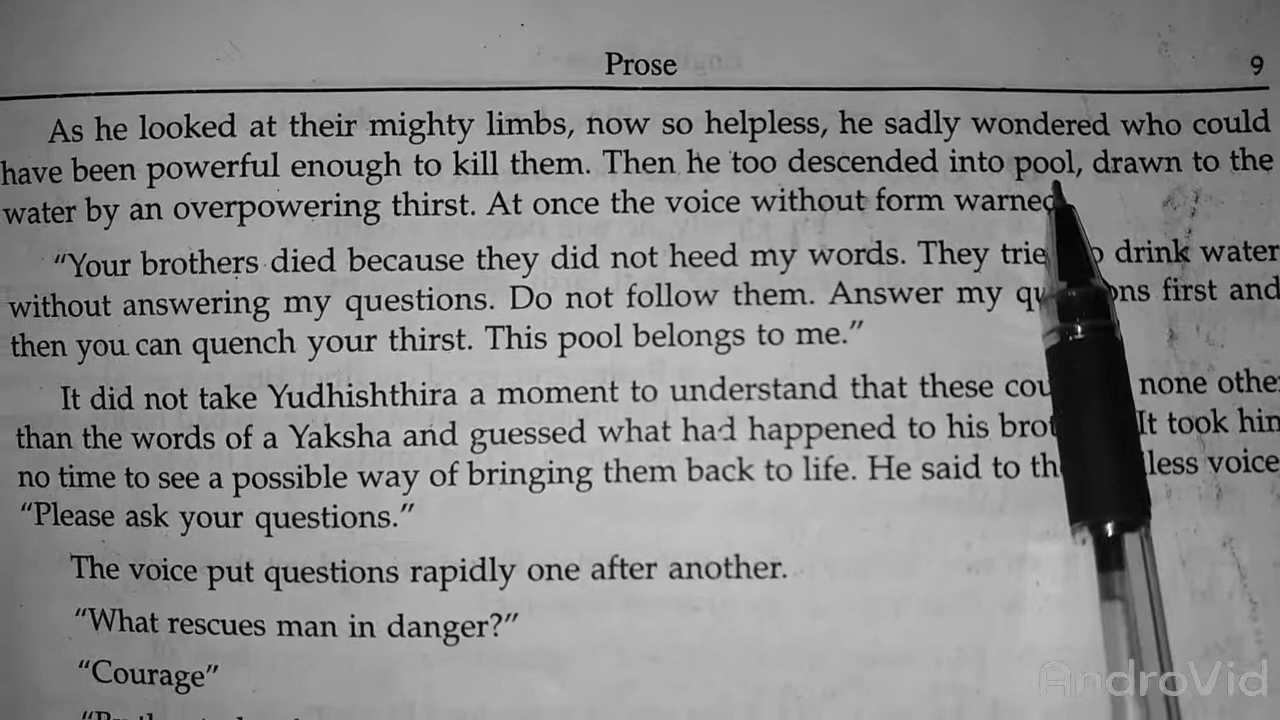 Prose 9
As he looked at their mighty limbs, now so helpless, he sadly wondered who could
have been powerful enough to kill them. Then he too descended into pool, drawn to the
water by an overpowering thirst. At once the voice without form warned
“Your brothers died because they did not heed my words. They drink water
without answering my questions. Do not follow them. Answer my first and
then you can quench your thirst. This pool belongs to me.”
It did not take Yudhishthira a moment to understand that these none othe
than the words of a Yaksha and guessed what had happened to his It took him
no time to see a possible way of bringing them back to life. He said to voice
“Please ask your questions.”
The voice put questions rapidly one after another.
“What rescues man in danger?”
“Courage”
AndroVid